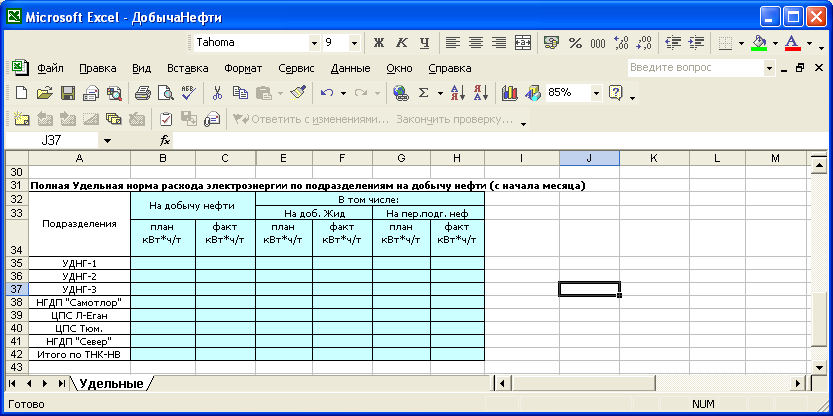 Microsoft Excel - ДобычаНефти
Tahoma 9 Ж К Ч % 000 ,0 ,00 ,00 ,0 А
Файл Правка Вид Вставка Формат Сервис Данные Окно Справка Введите вопрос
Σ 85% ?
Ответить с изменениями... Закончить проверку...
J37 fx
A B C E F G H I J K L M
30
31 Полная Удельная норма расхода электроэнергии по подразделениям на добычу нефти (с начала месяца)
32 Подразделения На добычу нефти В том числе:
33 На доб. Жид На пер.подг. неф
34 план кВт*ч/т факт кВт*ч/т план кВт*ч/т факт кВт*ч/т план кВт*ч/т факт кВт*ч/т
35 УДНГ-1
36 УДНГ-2
37 УДНГ-3
38 НГДП "Самотлор"
39 ЦПС Л-Еган
40 ЦПС Тюм.
41 НГДП "Север"
42 Итого по ТНК-НВ
43
Удельные
Готово NUM